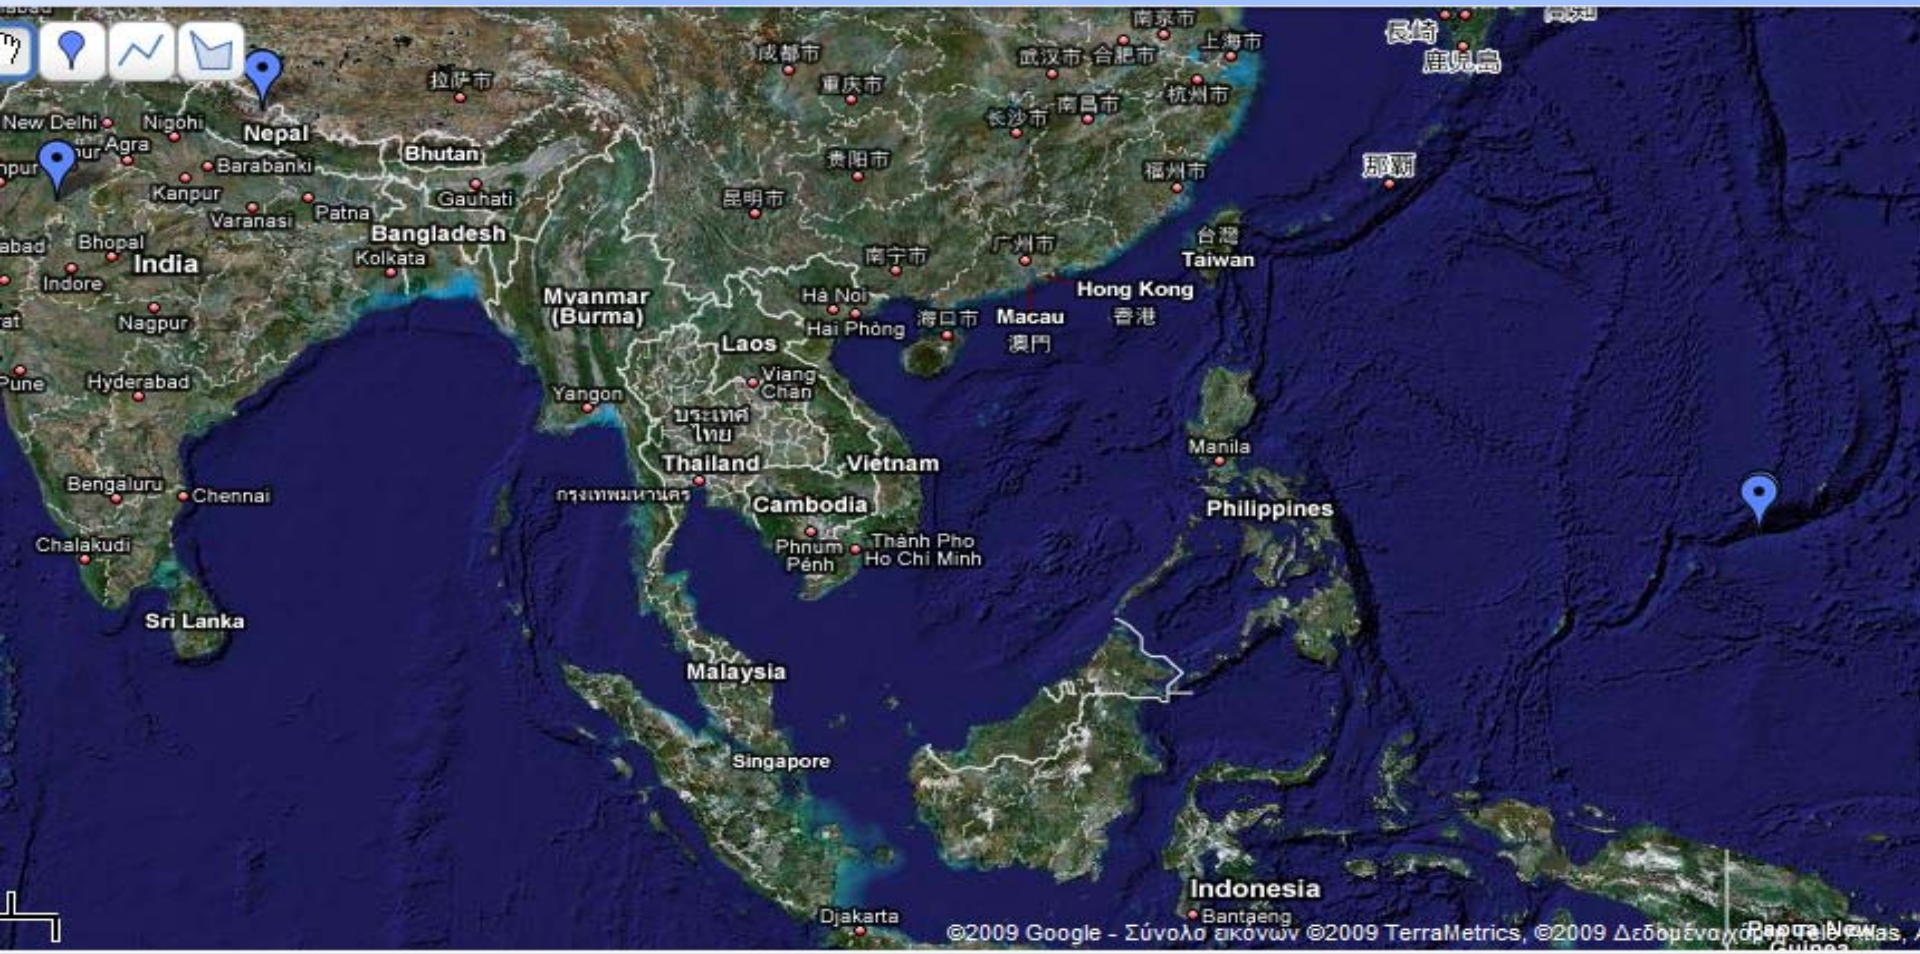 南京市
長崎
上海市
成都市
武汉市
合肥市
鹿児島
拉萨市
重庆市
杭州市
南昌市
长沙市
New Delhi
Nigohi
Nepal
Agra
Bhutan
Barabanki
贵阳市
福州市
那覇
Kanpur
Gauhati
昆明市
Varanasi
Patna
Bangladesh
台灣
Taiwan
Bhopal
广州市
南宁市
India
Kolkata
Indore
Myanmar
(Burma)
Hà Noi
Hong Kong
香港
Nagpur
Hai Phòng
海口市
Macau
澳門
Laos
Viang
Chan
Pune
Hyderabad
Yangon
ประเทศ
ไทย
Manila
Thailand
Vietnam
Bengaluru
Chennai
กรุงเทพมหานคร
Cambodia
Philippines
Chalakudi
Phnum
Pénh
Thành Pho
Ho Chi Minh
Sri Lanka
Malaysia
Singapore
Indonesia
Djakarta
Bantaeng
©2009 Google - Σύνολο εικόνων ©2009 TerraMetrics, ©2009 Δεδομένα χάρτη Tele Atlas,
Papua New
Guinea